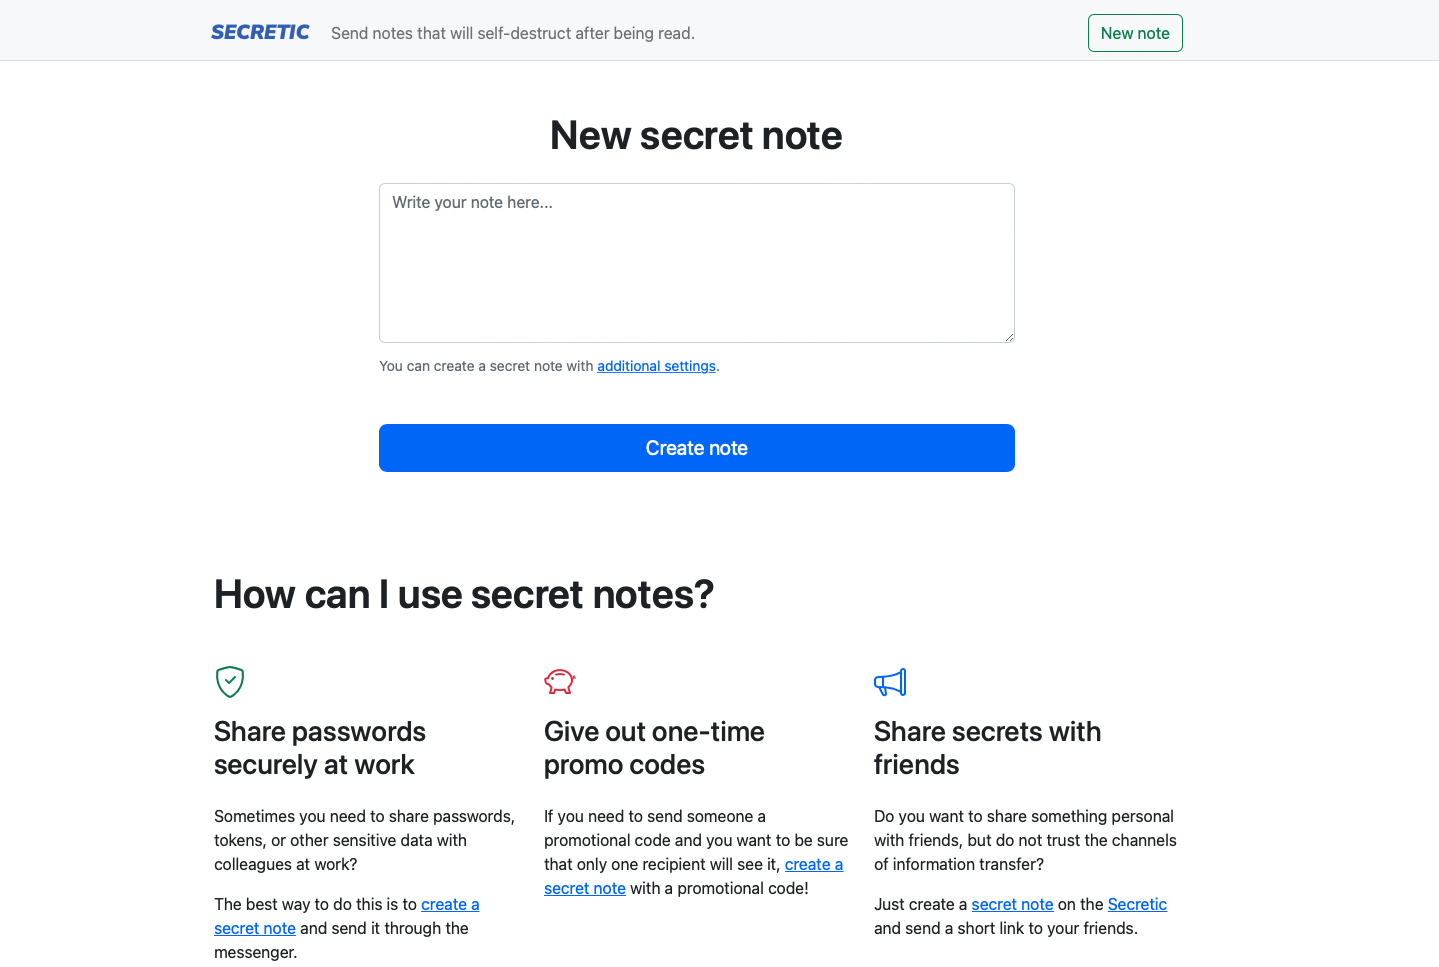 SECRETIC Send notes that will self-destruct after being read. New note
New secret note
Write your note here...
You can create a secret note with additional settings.
Create note
How can I use secret notes?
Share passwords
securely at work
Sometimes you need to share passwords,
tokens, or other sensitive data with
colleagues at work?
The best way to do this is to create a
secret note and send it through the
messenger.
Give out one-time
promo codes
If you need to send someone a
promotional code and you want to be sure
that only one recipient will see it, create a
secret note with a promotional code!
Share secrets with
friends
Do you want to share something personal
with friends, but do not trust the channels
of information transfer?
Just create a secret note on the Secretic
and send a short link to your friends.